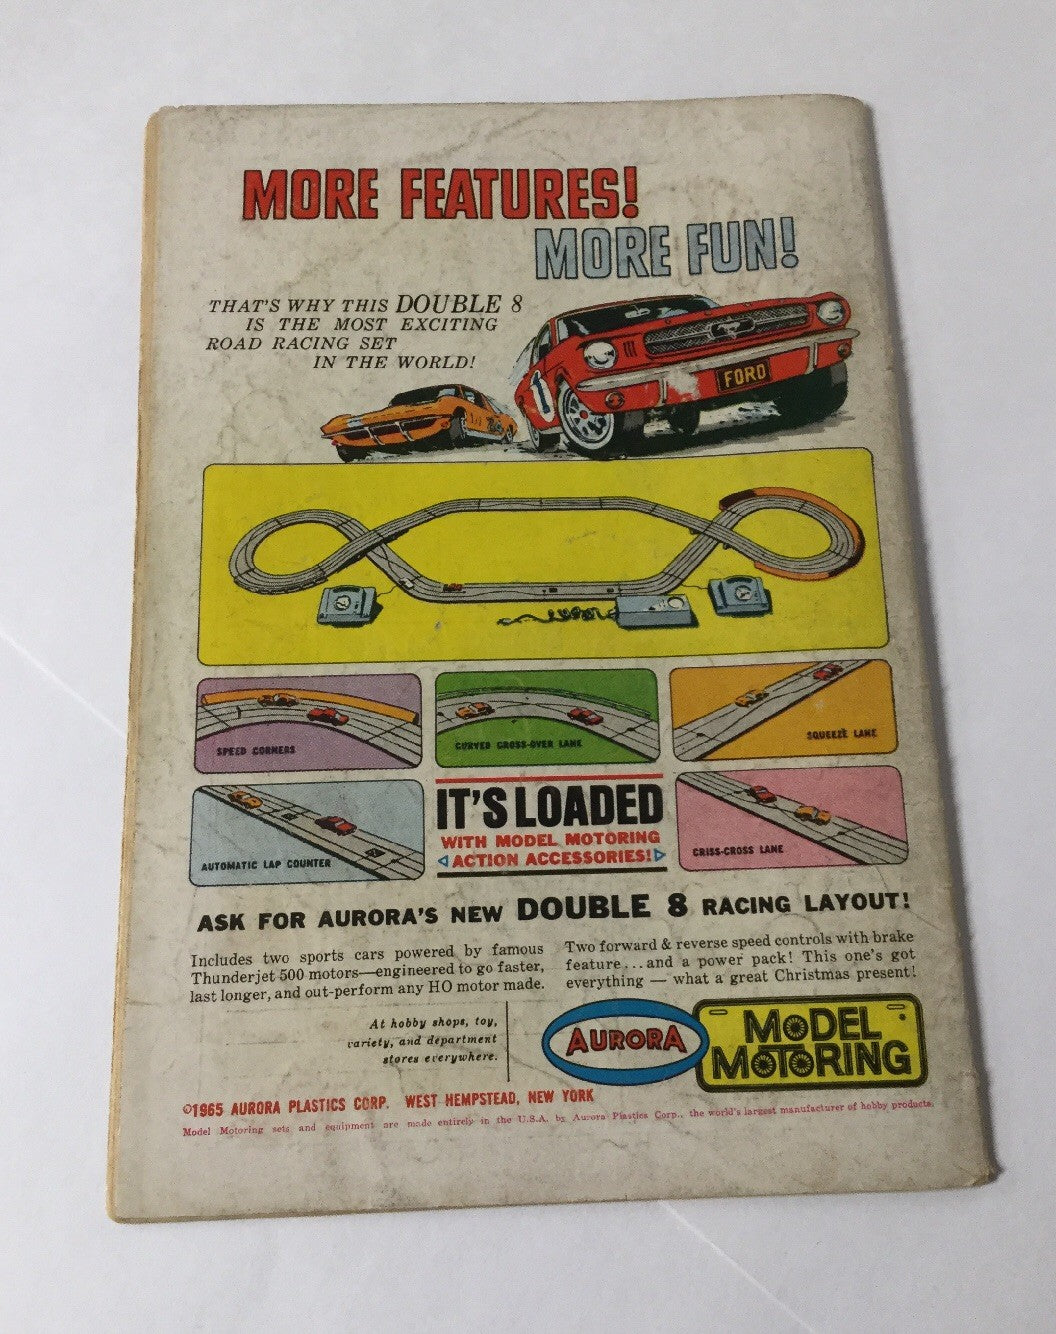 MORE FEATURES!
MORE FUN!
THAT'S WHY THIS DOUBLE 8
IS THE MOST EXCITING
ROAD RACING SET
IN THE WORLD!
1
FORD
SPEED CORNERS
CURVED CROSS-OVER LANE
SQUEEZE LANE
AUTOMATIC LAP COUNTER
IT'S LOADED
WITH MODEL MOTORING
ACTION ACCESSORIES!
CRISS-CROSS LANE
ASK FOR AURORA'S NEW DOUBLE 8 RACING LAYOUT!
Includes two sports cars powered by famous
Thunderjet 500 motors—engineered to go faster,
last longer, and out-perform any HO motor made.
Two forward & reverse speed controls with brake
feature...and a power pack! This one's got
everything — what a great Christmas present!
At hobby shops, toy,
variety, and department
stores everywhere.
AURORA
MODEL
MOTORING
©1965 AURORA PLASTICS CORP. WEST HEMPSTEAD, NEW YORK
Model Motoring sets and equipment are made entirely in the U.S.A. by Aurora Plastics Corp., the world's largest manufacturer of hobby products.